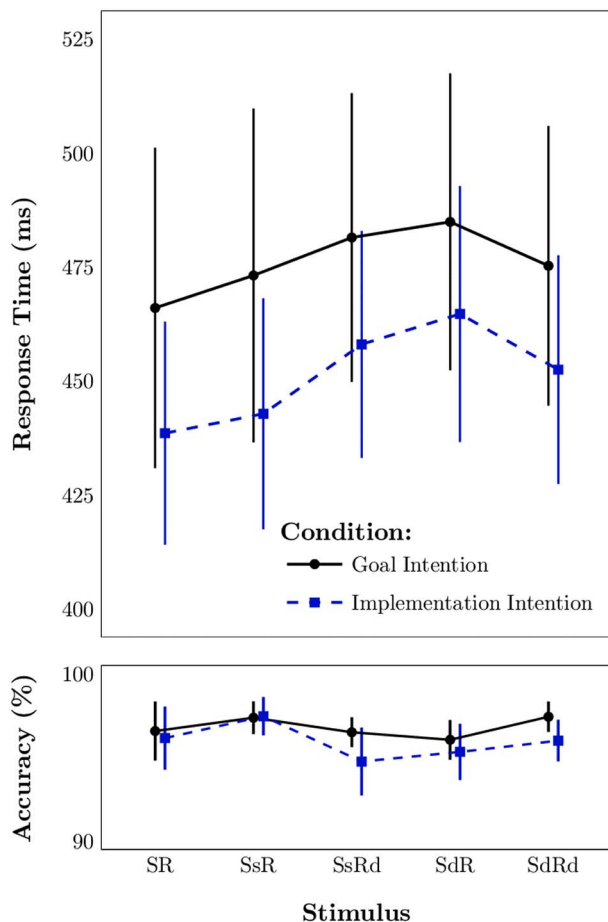 525
500
475
450
425
400
Response Time (ms)
Condition:
Goal Intention
Implementation Intention
100
90
Accuracy (%)
SR SsR SsRd SdR SdRd
Stimulus